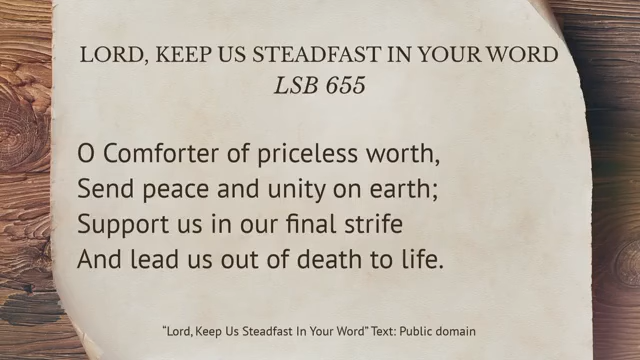 LORD, KEEP US STEADFAST IN YOUR WORD
LSB 655
O Comforter of priceless worth,
Send peace and unity on earth;
Support us in our final strife
And lead us out of death to life.
“Lord, Keep Us Steadfast In Your Word” Text: Public domain